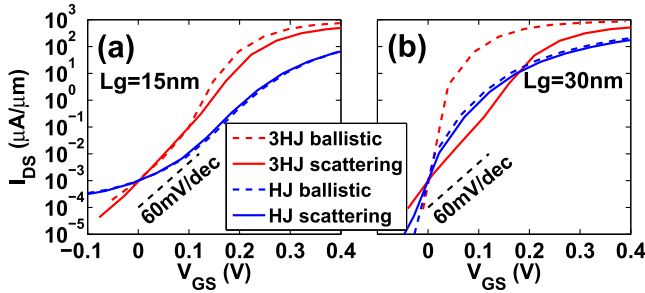 (a)
Lg=15nm
(b)
Lg=30nm
10³
10²
10¹
10⁰
10⁻¹
10⁻²
10⁻³
10⁻⁴
10⁻⁵
I_DS (μA/μm)
3HJ ballistic
3HJ scattering
HJ ballistic
HJ scattering
60mV/dec
60mV/dec
−0.1 0 0.1 0.2 0.3 0.4
0 0.1 0.2 0.3 0.4
V_GS (V)
V_GS (V)